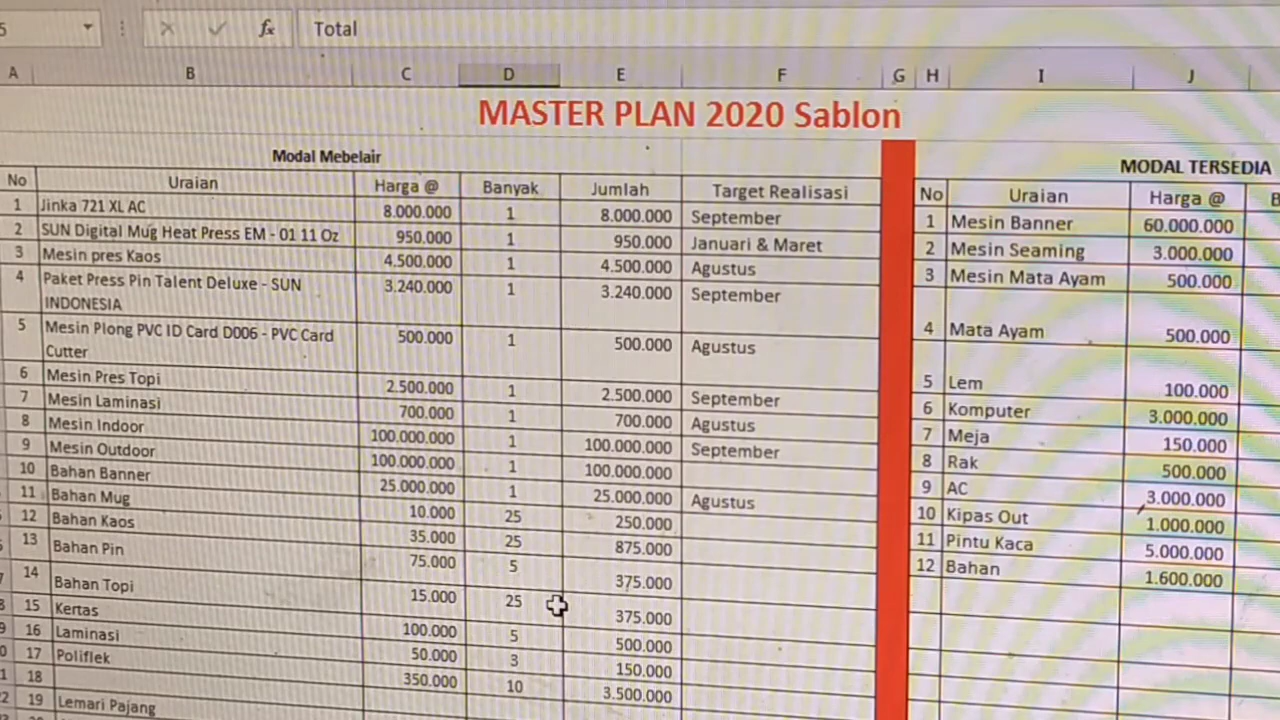 5 fx Total
A B C D E F G H I J
MASTER PLAN 2020 Sablon
Modal Mebelair
No Uraian Harga @ Banyak Jumlah Target Realisasi
1 Jinka 721 XL AC 8.000.000 1 8.000.000 September
2 SUN Digital Mug Heat Press EM - 01 11 Oz 950.000 1 950.000 Januari & Maret
3 Mesin pres Kaos 4.500.000 1 4.500.000 Agustus
4 Paket Press Pin Talent Deluxe - SUN 3.240.000 1 3.240.000 September
INDONESIA
5 Mesin Plong PVC ID Card D006 - PVC Card 500.000 1 500.000 Agustus
Cutter
6 Mesin Pres Topi 2.500.000 1 2.500.000 September
7 Mesin Laminasi 700.000 1 700.000 Agustus
8 Mesin Indoor 100.000.000 1 100.000.000 September
9 Mesin Outdoor 100.000.000 1 100.000.000
10 Bahan Banner 25.000.000 1 25.000.000 Agustus
11 Bahan Mug 10.000 25 250.000
12 Bahan Kaos 35.000 25 875.000
13 Bahan Pin 75.000 5 375.000
14 Bahan Topi 15.000 25 375.000
15 Kertas 100.000 5 500.000
16 Laminasi 50.000 3 150.000
17 Poliflek 350.000 10 3.500.000
18
19 Lemari Pajang
MODAL TERSEDIA
No Uraian Harga @ B
1 Mesin Banner 60.000.000
2 Mesin Seaming 3.000.000
3 Mesin Mata Ayam 500.000
4 Mata Ayam 500.000
5 Lem 100.000
6 Komputer 3.000.000
7 Meja 150.000
8 Rak 500.000
9 AC 3.000.000
10 Kipas Out 1.000.000
11 Pintu Kaca 5.000.000
12 Bahan 1.600.000